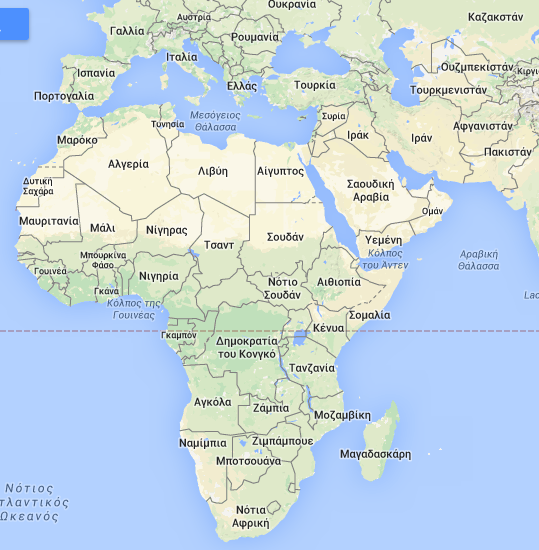 Ουκρανία
Καζακστάν
Αυστρία
Γαλλία
Ρουμανία
Ιταλία
Ουζμπεκιστάν
Ισπανία
Ελλάς
Τουρκία
Τουρκμενιστάν
Πορτογαλία
Μεσόγειος
Θάλασσα
Τυνησία
Συρία
Αφγανιστάν
Μαρόκο
Ιράκ
Ιράν
Πακιστάν
Αλγερία
Λιβύη
Αίγυπτος
Δυτική
Σαχάρα
Σαουδική
Αραβία
Ομάν
Μαυριτανία
Μάλι
Νίγηρας
Τσαντ
Σουδάν
Υεμένη
Μπουρκίνα
Φάσο
Κόλπος
του Άντεν
Αραβική
Θάλασσα
Γουινέα
Νιγηρία
Νότιο
Σουδάν
Αιθιοπία
Γκάνα
Κόλπος της
Γουινέας
Σομαλία
Γκαμπόν
Κένυα
Δημοκρατία
του Κονγκό
Τανζανία
Αγκόλα
Ζάμπια
Μοζαμβίκη
Ναμίμπια
Ζιμπάμπουε
Μαγαδασκάρη
Μποτσουάνα
Νότιος
τλαντικός
Ωκεανός
Νότια
Αφρική